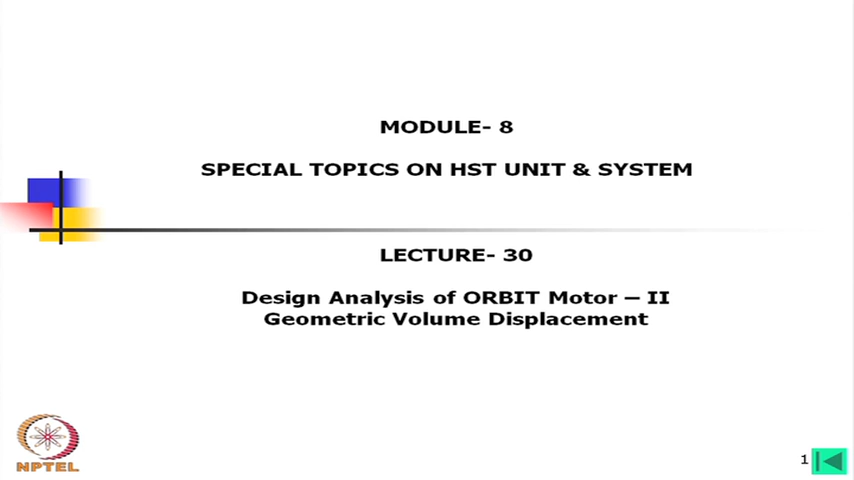 MODULE- 8
SPECIAL TOPICS ON HST UNIT & SYSTEM
LECTURE- 30
Design Analysis of ORBIT Motor – II
Geometric Volume Displacement
NPTEL
1